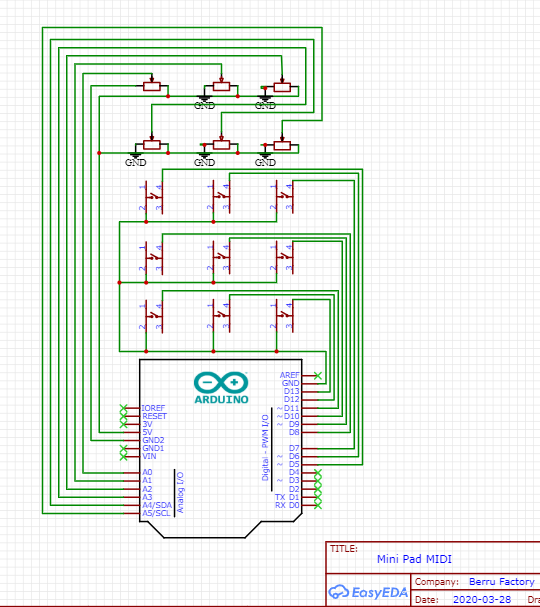 GND GND
GND GND GND
1 4 1 4 1 4
2 3 2 3 2 3
1 4 1 4 1 4
2 3 2 3 2 3
1 4 1 4 1 4
2 3 2 3 2 3
ARDUINO
AREF
GND
D13
D12
~ D11
~ D10
~ D9
D8
D7
~ D6
~ D5
D4
~ D3
D2
TX D1
RX D0
Digital - PWM I/O
IOREF
RESET
3V
5V
GND2
GND1
VIN
A0
A1
A2
A3
A4/SDA
A5/SCL
Analog I/O
TITLE:
Mini Pad MIDI
EasyEDA
Company: Berru Factory
Date: 2020-03-28 Dra